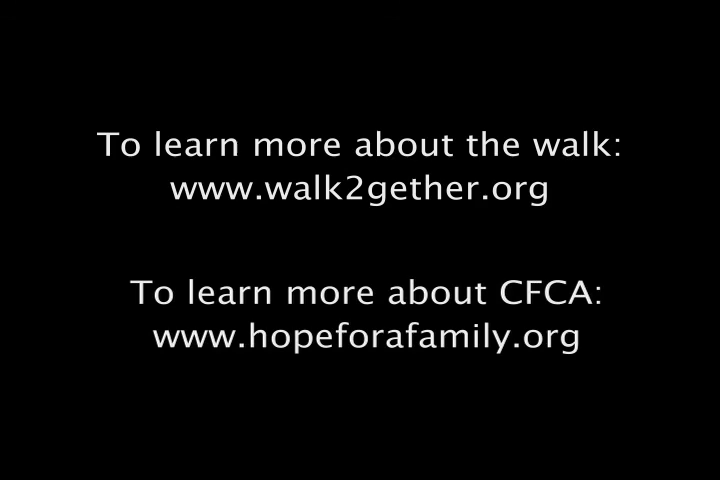 To learn more about the walk:
www.walk2gether.org
To learn more about CFCA:
www.hopeforafamily.org